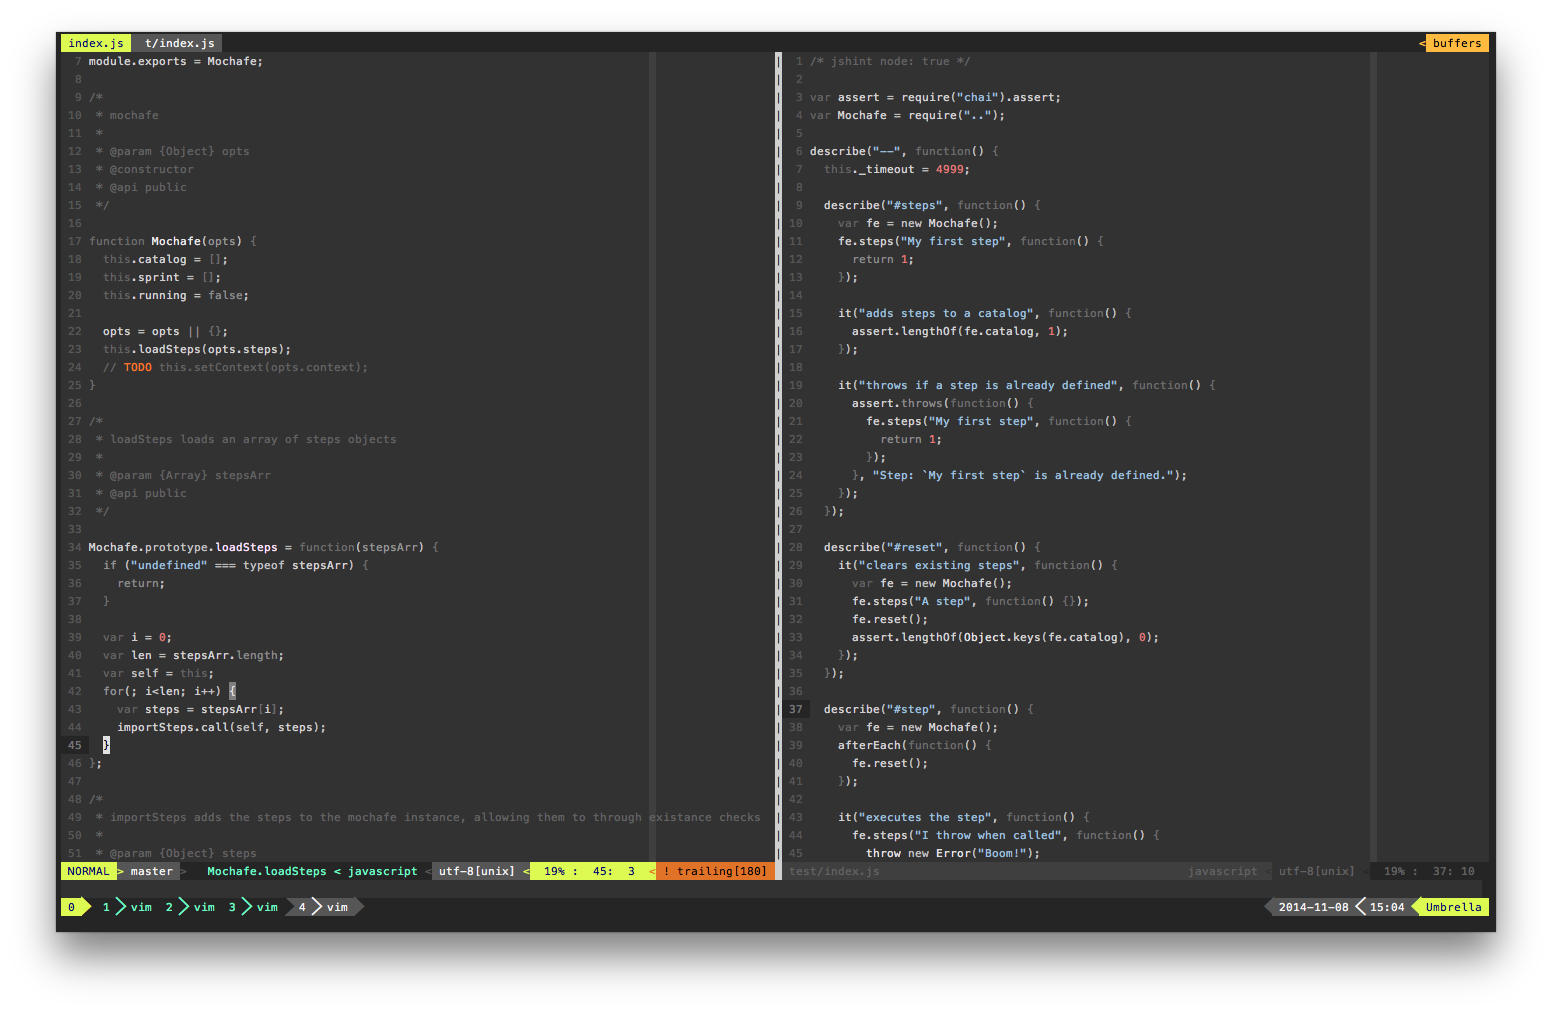 index.js t/index.js < buffers
7 module.exports = Mochafe;
8
9 /*
10  * mochafe
11  *
12  * @param {Object} opts
13  * @constructor
14  * @api public
15  */
16
17 function Mochafe(opts) {
18   this.catalog = [];
19   this.sprint = [];
20   this.running = false;
21
22   opts = opts || {};
23   this.loadSteps(opts.steps);
24   // TODO this.setContext(opts.context);
25 }
26
27 /*
28  * loadSteps loads an array of steps objects
29  *
30  * @param {Array} stepsArr
31  * @api public
32  */
33
34 Mochafe.prototype.loadSteps = function(stepsArr) {
35   if ("undefined" === typeof stepsArr) {
36     return;
37   }
38
39   var i = 0;
40   var len = stepsArr.length;
41   var self = this;
42   for(; i<len; i++) {
43     var steps = stepsArr[i];
44     importSteps.call(self, steps);
45   }
46 };
47
48 /*
49  * importSteps adds the steps to the mochafe instance, allowing them to through existance checks
50  *
51  * @param {Object} steps
NORMAL > master > Mochafe.loadSteps < javascript < utf-8[unix] < 19% : 45: 3 < ! trailing[180]
1 /* jshint node: true */
2
3 var assert = require("chai").assert;
4 var Mochafe = require("..");
5
6 describe("--", function() {
7   this._timeout = 4999;
8
9   describe("#steps", function() {
10     var fe = new Mochafe();
11     fe.steps("My first step", function() {
12       return 1;
13     });
14
15     it("adds steps to a catalog", function() {
16       assert.lengthOf(fe.catalog, 1);
17     });
18
19     it("throws if a step is already defined", function() {
20       assert.throws(function() {
21         fe.steps("My first step", function() {
22           return 1;
23         });
24       }, "Step: `My first step` is already defined.");
25     });
26   });
27
28   describe("#reset", function() {
29     it("clears existing steps", function() {
30       var fe = new Mochafe();
31       fe.steps("A step", function() {});
32       fe.reset();
33       assert.lengthOf(Object.keys(fe.catalog), 0);
34     });
35   });
36
37   describe("#step", function() {
38     var fe = new Mochafe();
39     afterEach(function() {
40       fe.reset();
41     });
42
43     it("executes the step", function() {
44       fe.steps("I throw when called", function() {
45         throw new Error("Boom!");
test/index.js javascript < utf-8[unix] < 19% : 37: 10
0 1 vim 2 vim 3 vim 4 vim 2014-11-08 15:04 Umbrella